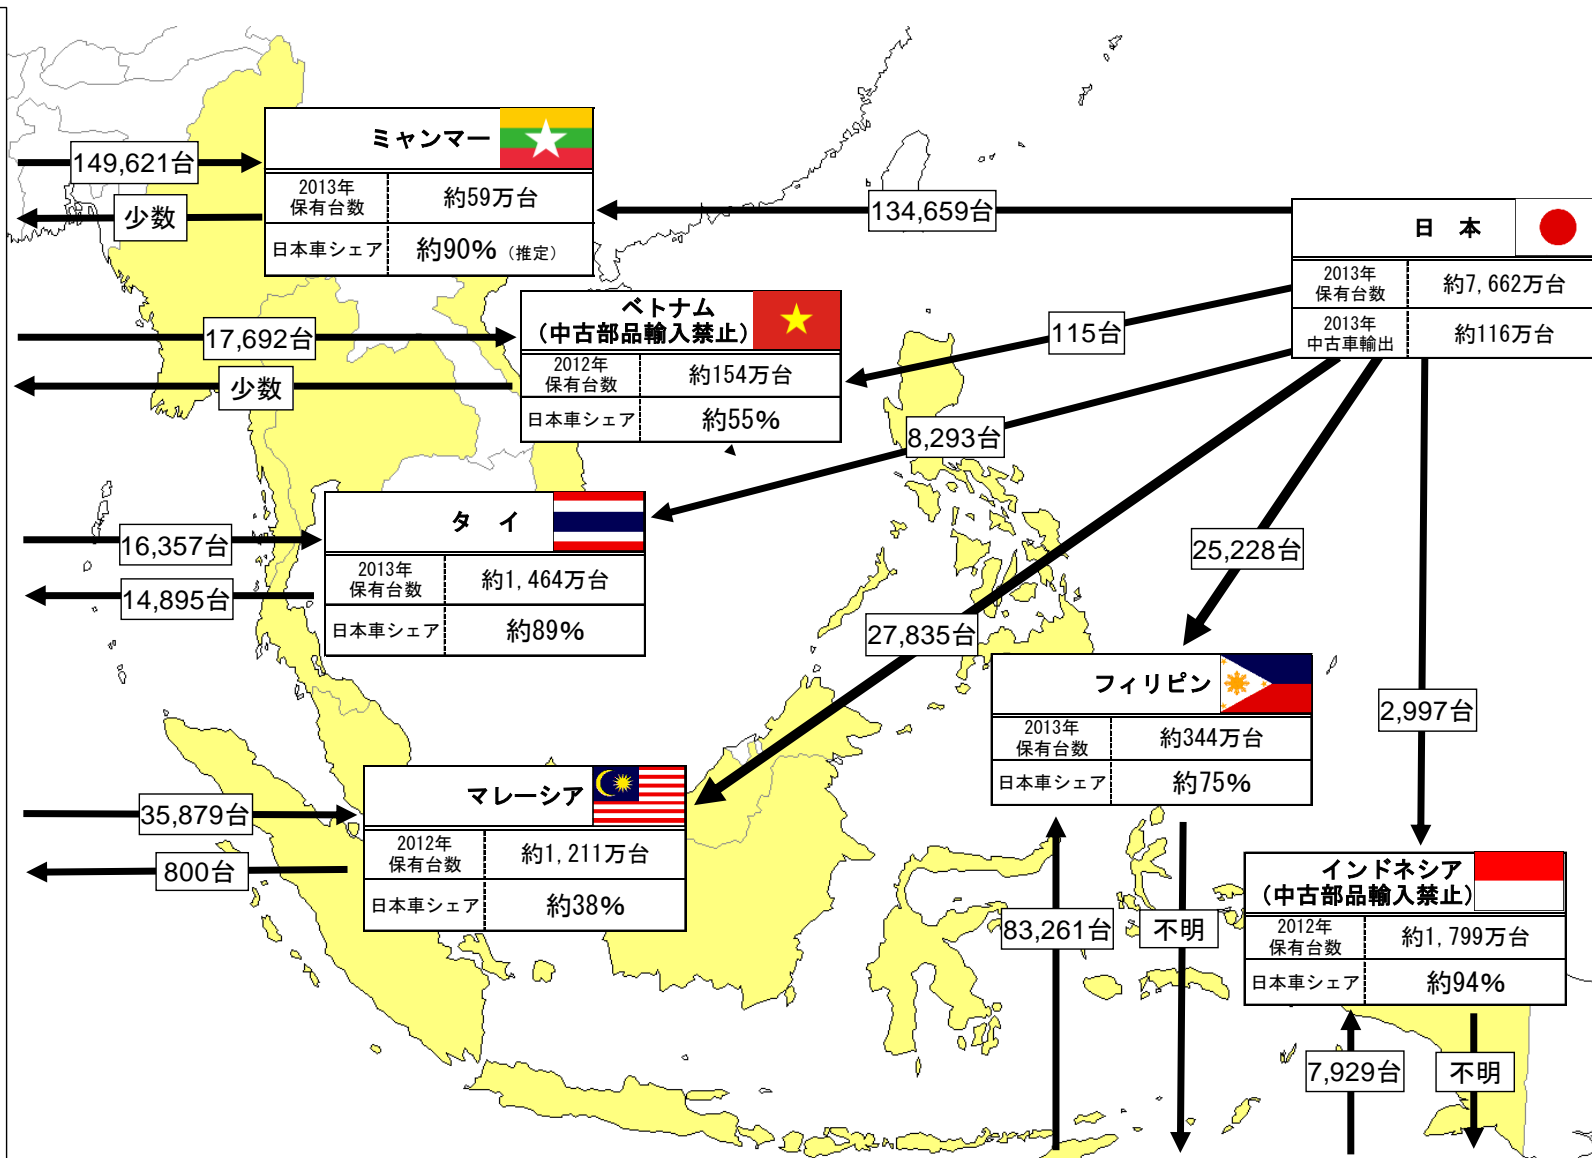 ミャンマー
149,621台
2013年
保有台数
約59万台
少数
日本車シェア
約90%（推定）
134,659台
日 本
2013年
保有台数
約7,662万台
2013年
中古車輸出
約116万台
ベトナム
（中古部品輸入禁止）
17,692台
2012年
保有台数
約154万台
少数
日本車シェア
約55%
115台
8,293台
タ イ
16,357台
2013年
保有台数
約1,464万台
14,895台
日本車シェア
約89%
25,228台
27,835台
フィリピン
2013年
保有台数
約344万台
日本車シェア
約75%
2,997台
マレーシア
35,879台
2012年
保有台数
約1,211万台
800台
日本車シェア
約38%
インドネシア
（中古部品輸入禁止）
2012年
保有台数
約1,799万台
日本車シェア
約94%
83,261台
不明
7,929台
不明